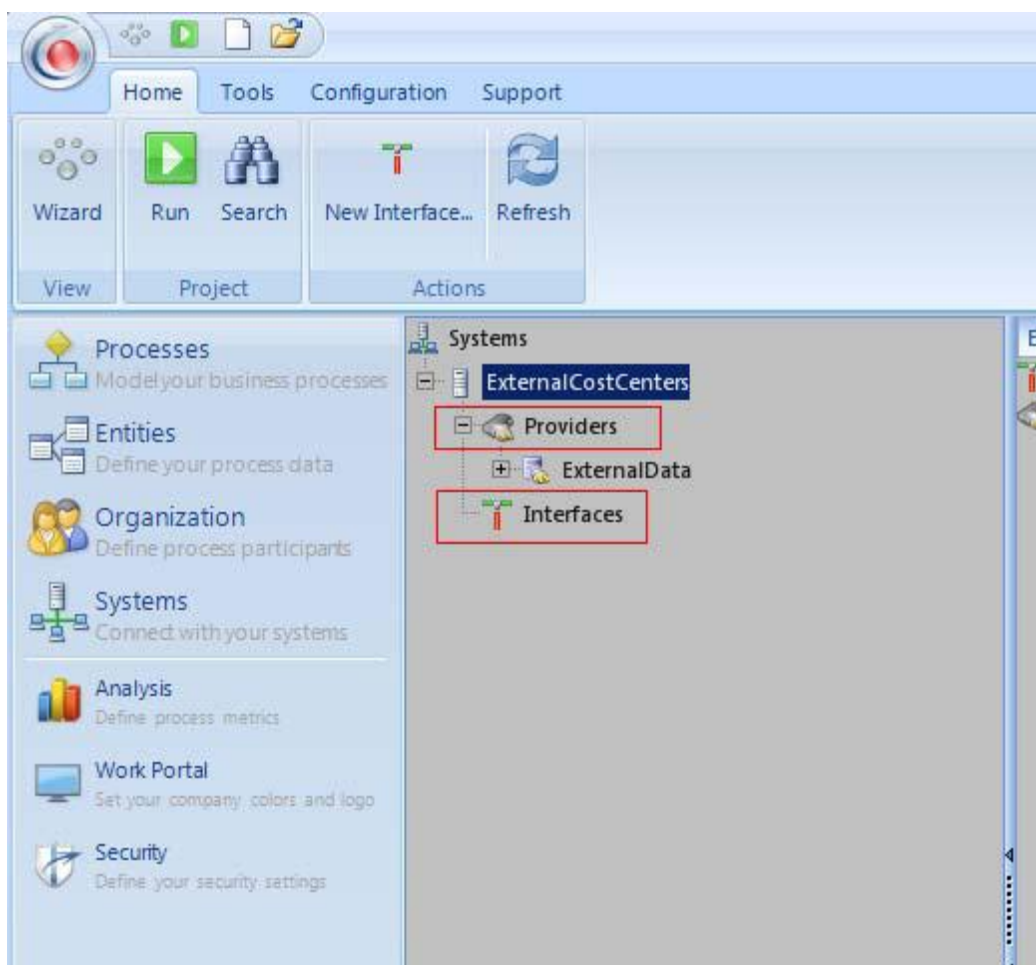 Home Tools Configuration Support
Wizard Run Search New Interface... Refresh
View Project Actions
Processes
Model your business processes
Entities
Define your process data
Organization
Define process participants
Systems
Connect with your systems
Analysis
Define process metrics
Work Portal
Set your company colors and logo
Security
Define your security settings
Systems
ExternalCostCenters
Providers
ExternalData
Interfaces